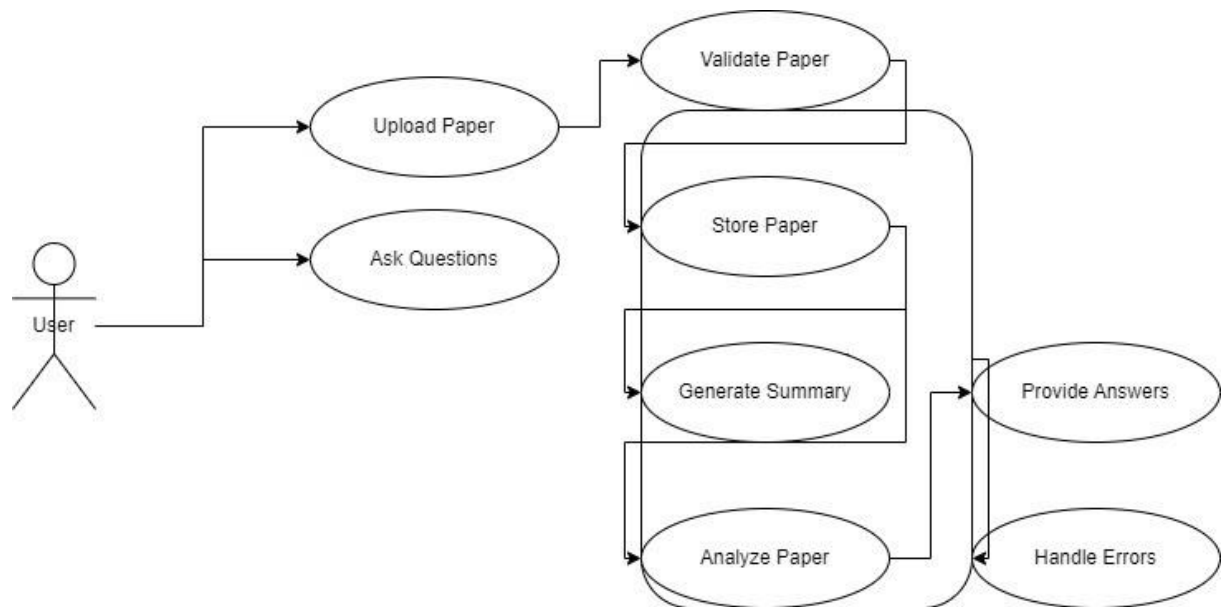 Validate Paper
Upload Paper
Store Paper
Ask Questions
User
Generate Summary
Provide Answers
Analyze Paper
Handle Errors